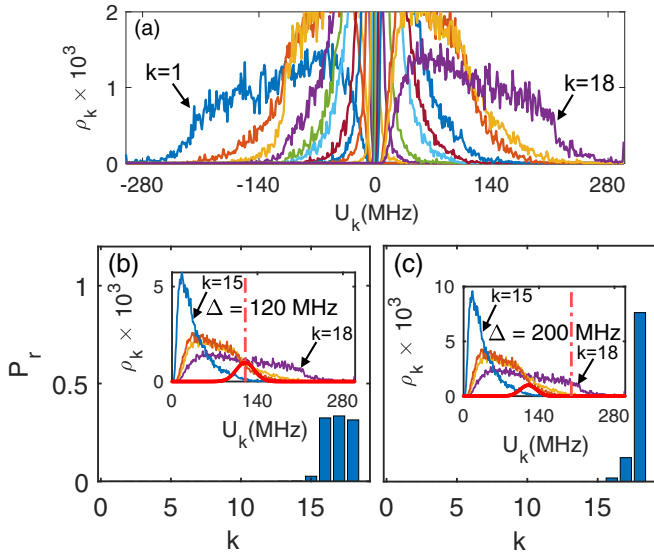 (a)
2
1
0
ρk × 10³
k=1
k=18
-280 -140 0 140 280
Uk(MHz)
(b)
1
0.5
0
Pr
0 5 10 15
k
5
0
ρk × 10³
k=15
Δ = 120 MHz
k=18
0 140 280
Uk(MHz)
(c)
0 5 10 15
k
10
5
0
ρk × 10³
k=15
Δ = 200 MHz
k=18
0 140 280
Uk(MHz)